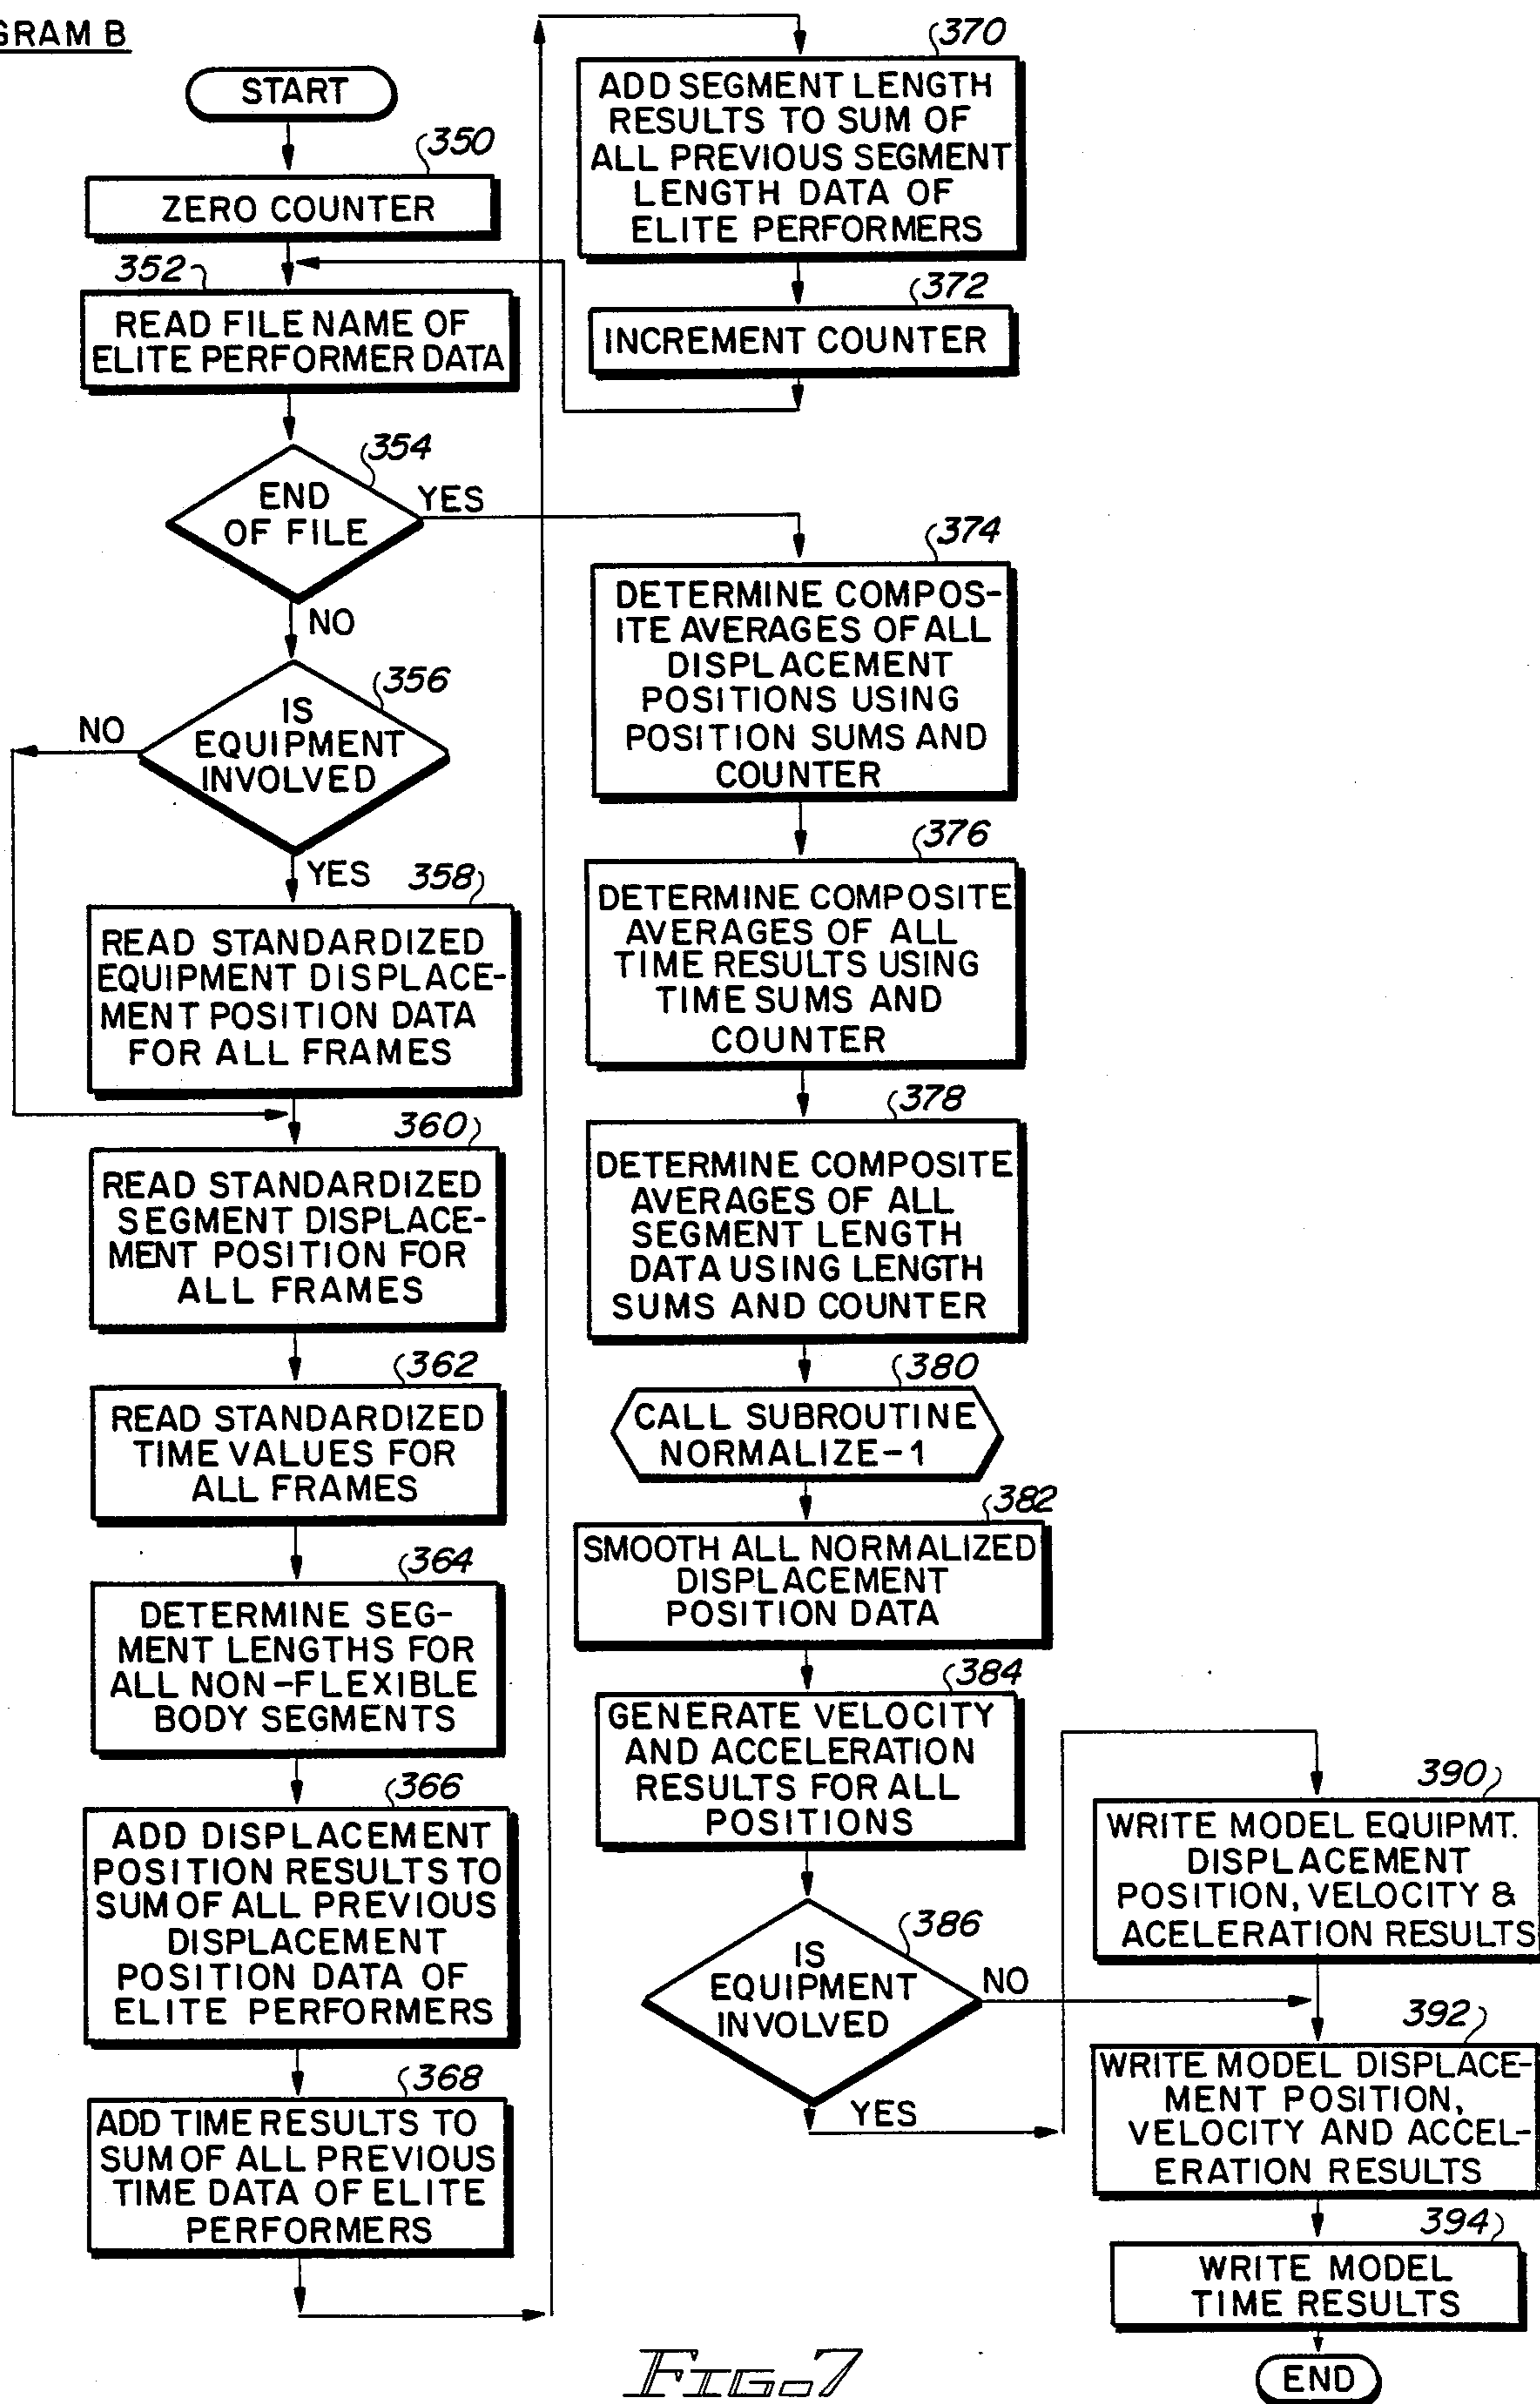 GRAM B
START
350
ZERO COUNTER
352
READ FILE NAME OF
ELITE PERFORMER DATA
354
END
OF FILE
YES
NO
356
IS
EQUIPMENT
INVOLVED
NO
YES
358
READ STANDARDIZED
EQUIPMENT DISPLACE-
MENT POSITION DATA
FOR ALL FRAMES
360
READ STANDARDIZED
SEGMENT DISPLACE-
MENT POSITION FOR
ALL FRAMES
362
READ STANDARDIZED
TIME VALUES FOR
ALL FRAMES
364
DETERMINE SEG-
MENT LENGTHS FOR
ALL NON-FLEXIBLE
BODY SEGMENTS
366
ADD DISPLACEMENT
POSITION RESULTS TO
SUM OF ALL PREVIOUS
DISPLACEMENT
POSITION DATA OF
ELITE PERFORMERS
368
ADD TIME RESULTS TO
SUM OF ALL PREVIOUS
TIME DATA OF ELITE
PERFORMERS
370
ADD SEGMENT LENGTH
RESULTS TO SUM OF
ALL PREVIOUS SEGMENT
LENGTH DATA OF
ELITE PERFORMERS
372
INCREMENT COUNTER
374
DETERMINE COMPOS-
ITE AVERAGES OF ALL
DISPLACEMENT
POSITIONS USING
POSITION SUMS AND
COUNTER
376
DETERMINE COMPOSITE
AVERAGES OF ALL
TIME RESULTS USING
TIME SUMS AND
COUNTER
378
DETERMINE COMPOSITE
AVERAGES OF ALL
SEGMENT LENGTH
DATA USING LENGTH
SUMS AND COUNTER
380
CALL SUBROUTINE
NORMALIZE-1
382
SMOOTH ALL NORMALIZED
DISPLACEMENT
POSITION DATA
384
GENERATE VELOCITY
AND ACCELERATION
RESULTS FOR ALL
POSITIONS
386
IS
EQUIPMENT
INVOLVED
NO
YES
390
WRITE MODEL EQUIPMT.
DISPLACEMENT
POSITION, VELOCITY &
ACELERATION RESULTS
392
WRITE MODEL DISPLACE-
MENT POSITION,
VELOCITY AND ACCEL-
ERATION RESULTS
394
WRITE MODEL
TIME RESULTS
END
FIG. 7